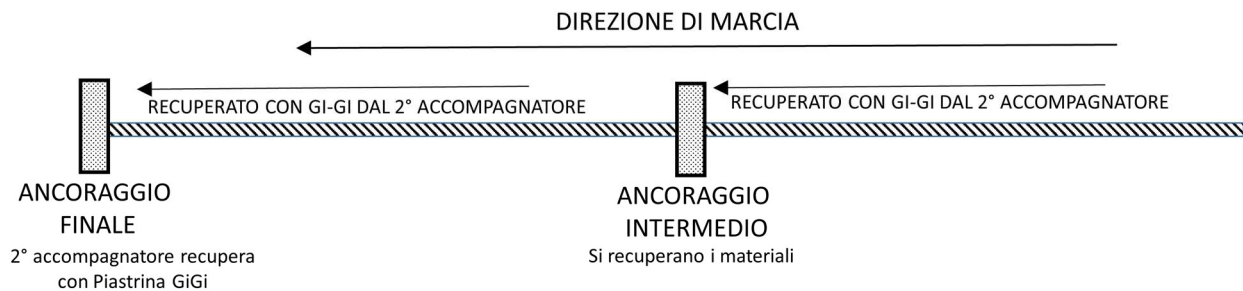 DIREZIONE DI MARCIA
RECUPERATO CON GI-GI DAL 2° ACCOMPAGNATORE
RECUPERATO CON GI-GI DAL 2° ACCOMPAGNATORE
ANCORAGGIO
FINALE
2° accompagnatore recupera
con Piastrina GiGi
ANCORAGGIO
INTERMEDIO
Si recuperano i materiali